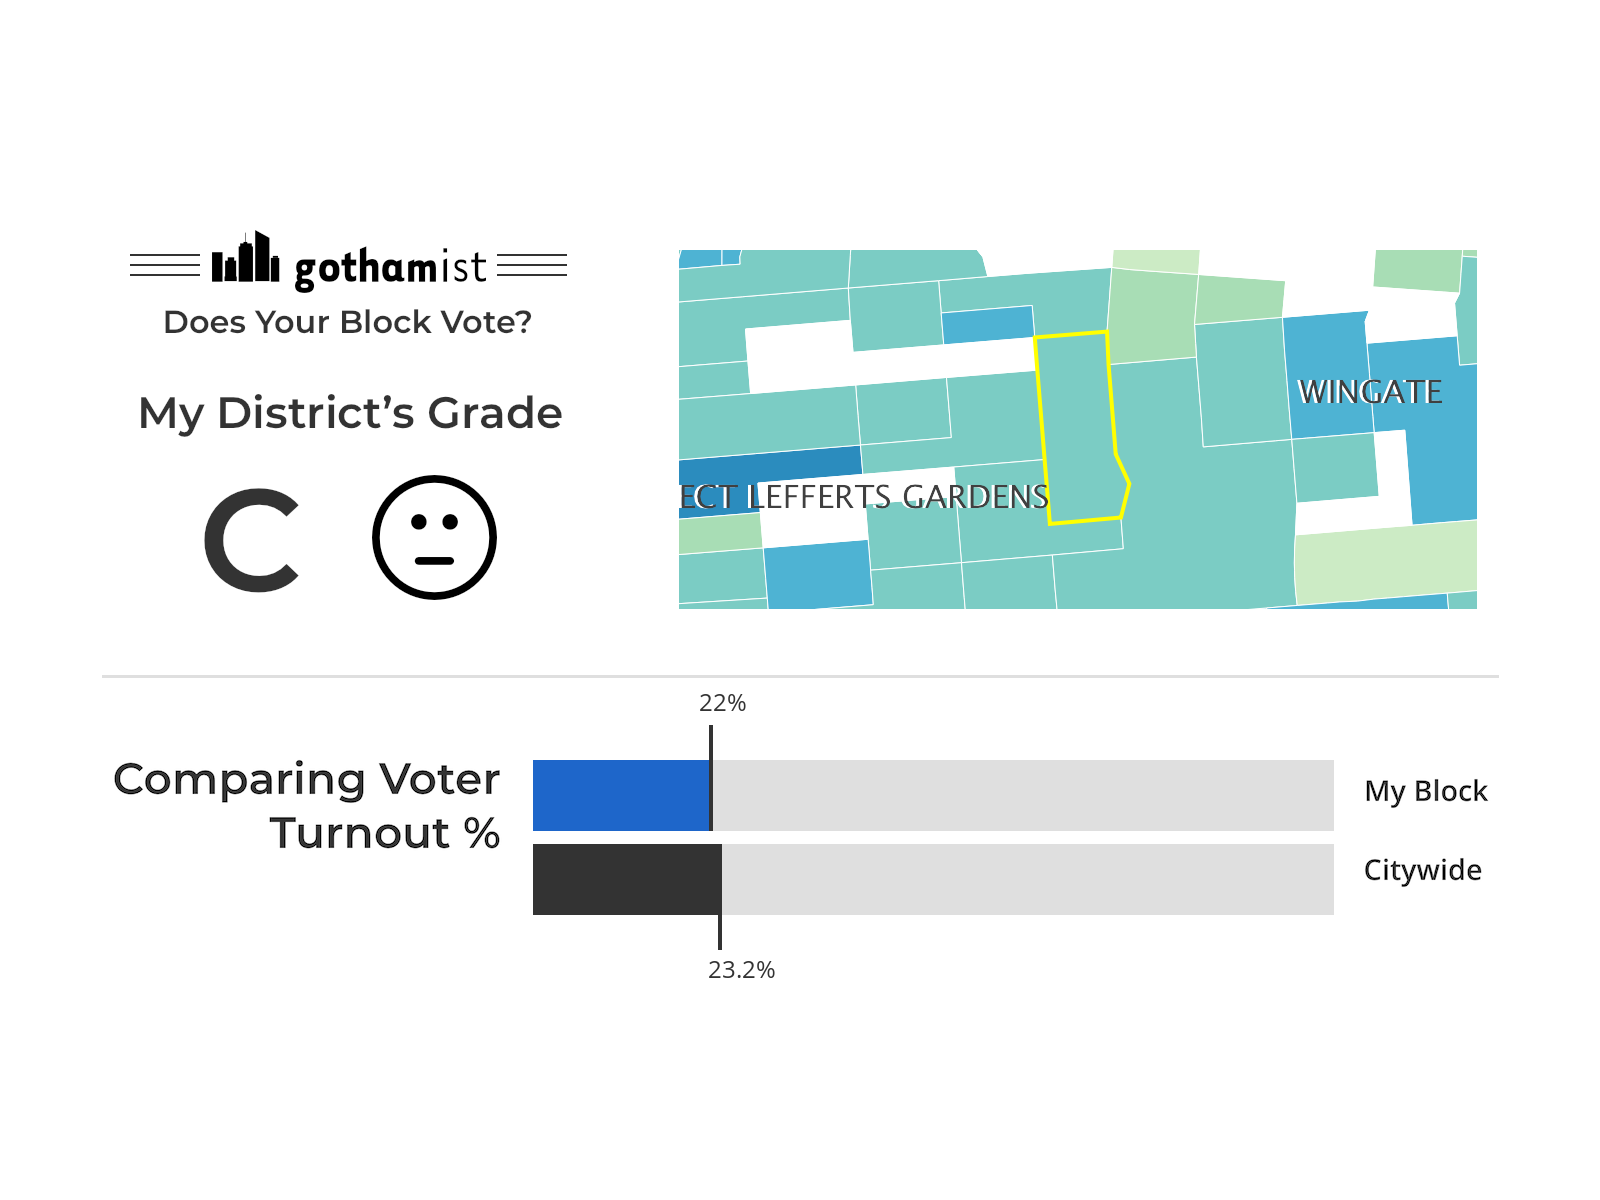 gothamist
Does Your Block Vote?
My District’s Grade
C
WINGATE
ECT LEFFERTS GARDENS
22%
Comparing Voter
Turnout %
My Block
Citywide
23.2%